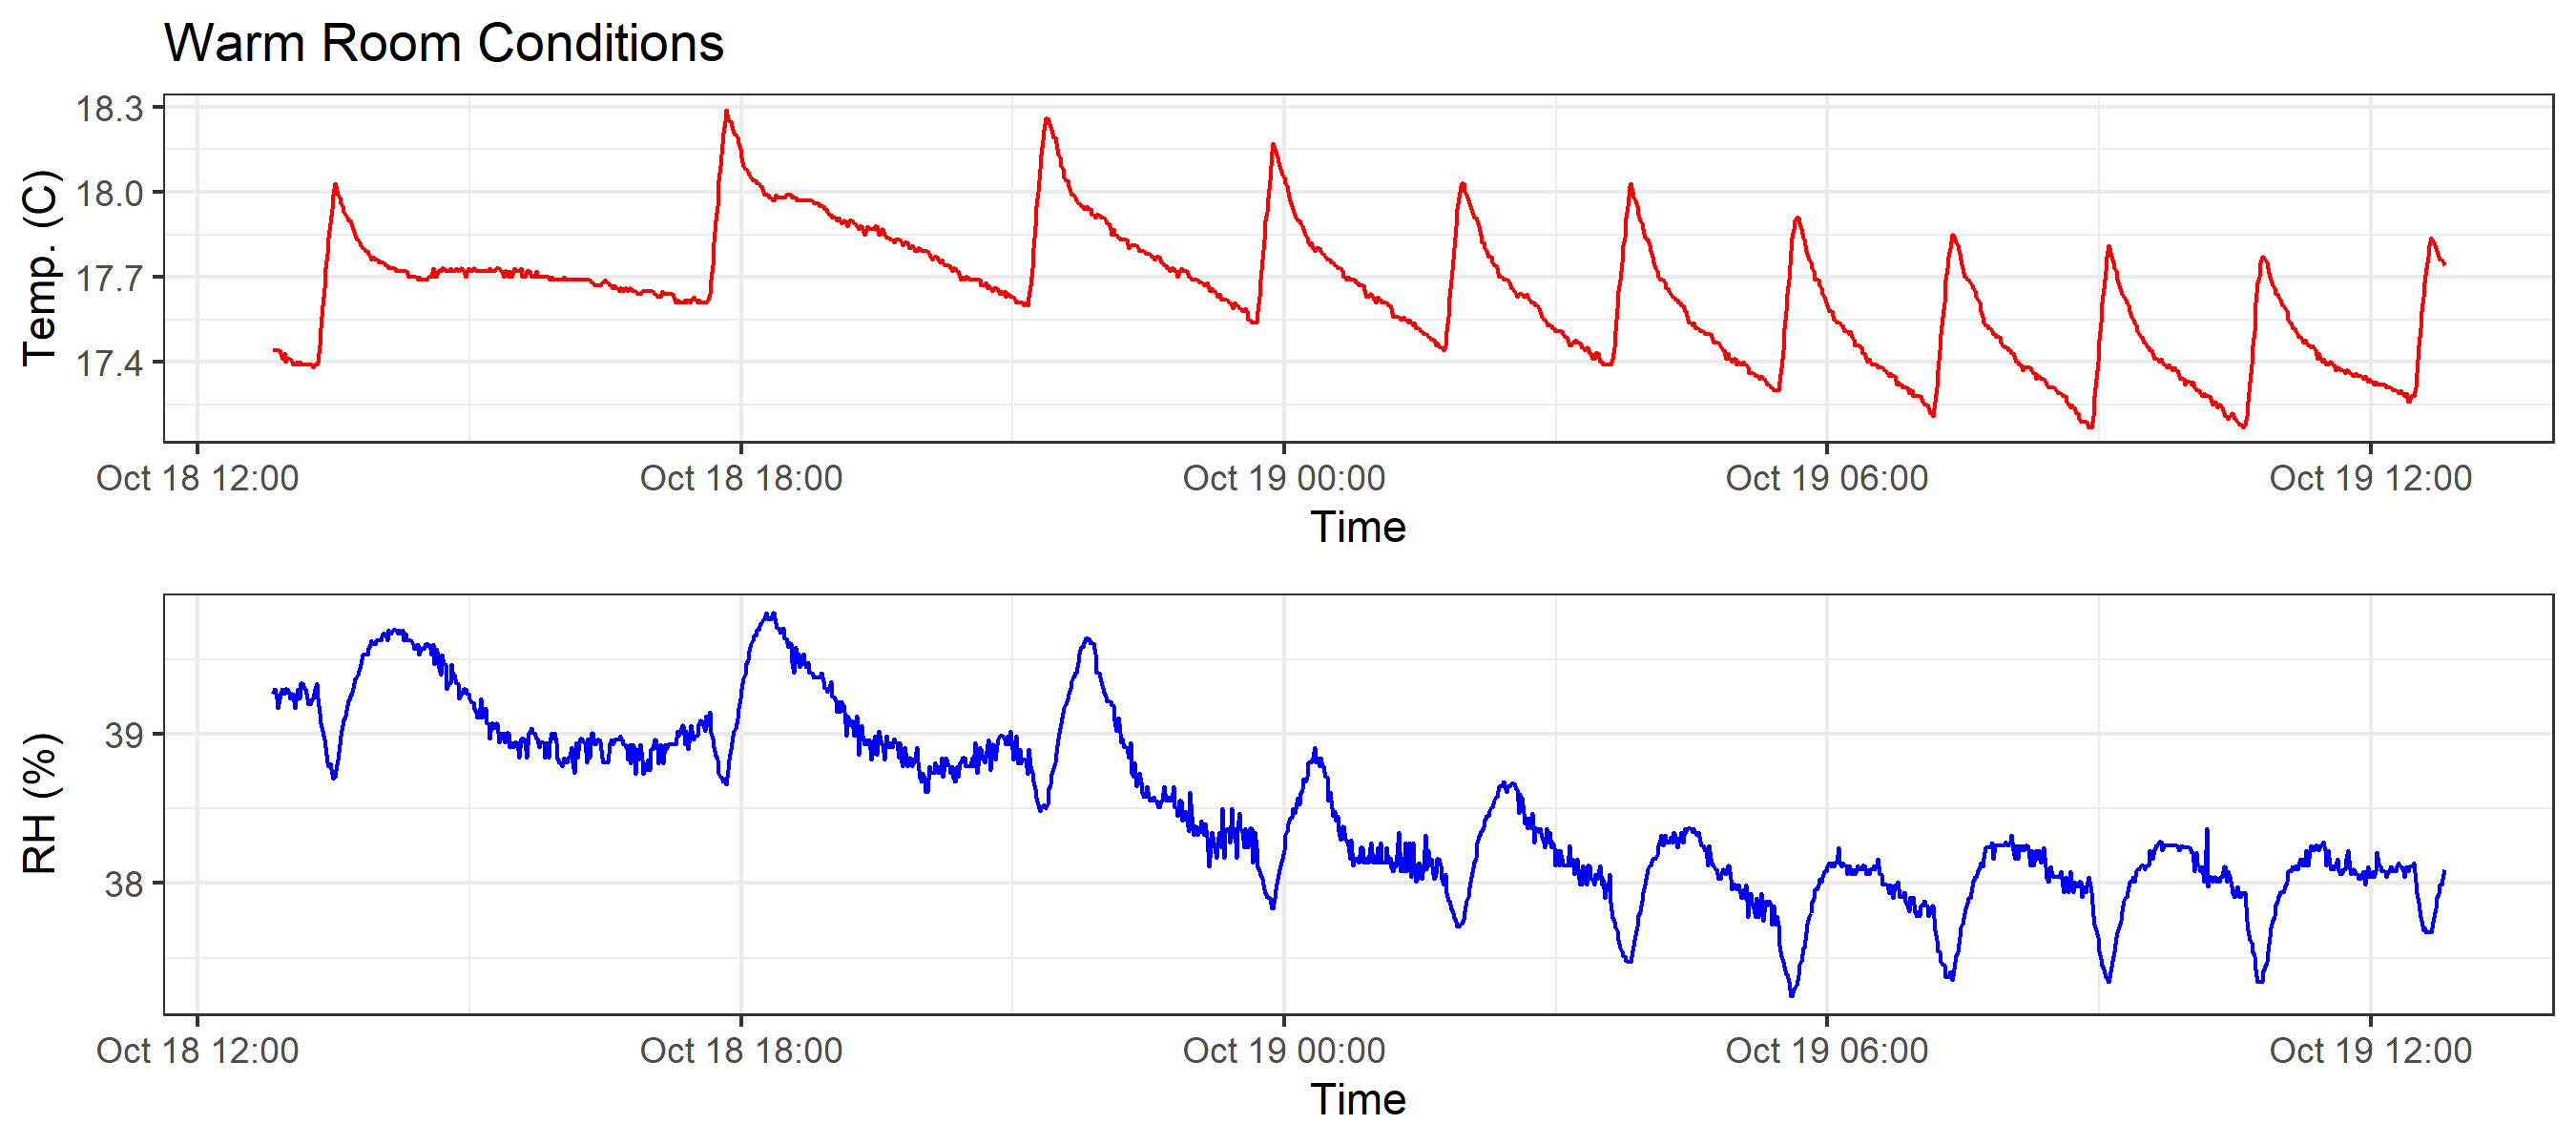 Warm Room Conditions
Temp. (C)
18.3
18.0
17.7
17.4
Oct 18 12:00 Oct 18 18:00 Oct 19 00:00 Oct 19 06:00 Oct 19 12:00
Time
RH (%)
39
38
Oct 18 12:00 Oct 18 18:00 Oct 19 00:00 Oct 19 06:00 Oct 19 12:00
Time